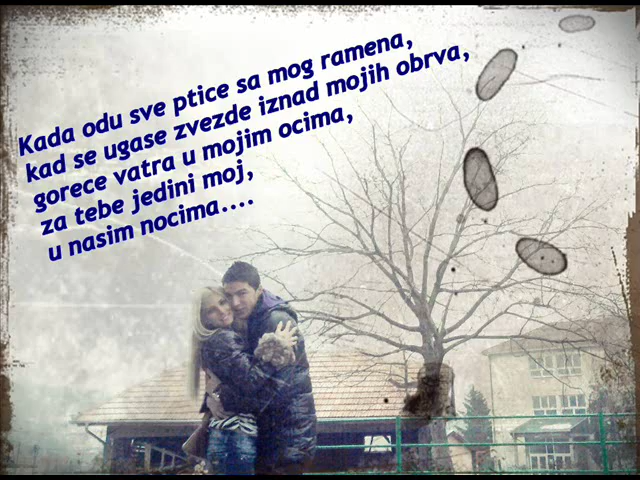 Kada odu sve ptice sa mog ramena,
kad se ugase zvezde iznad mojih obrva,
gorece vatra u mojim ocima,
za tebe jedini moj,
u nasim nocima....